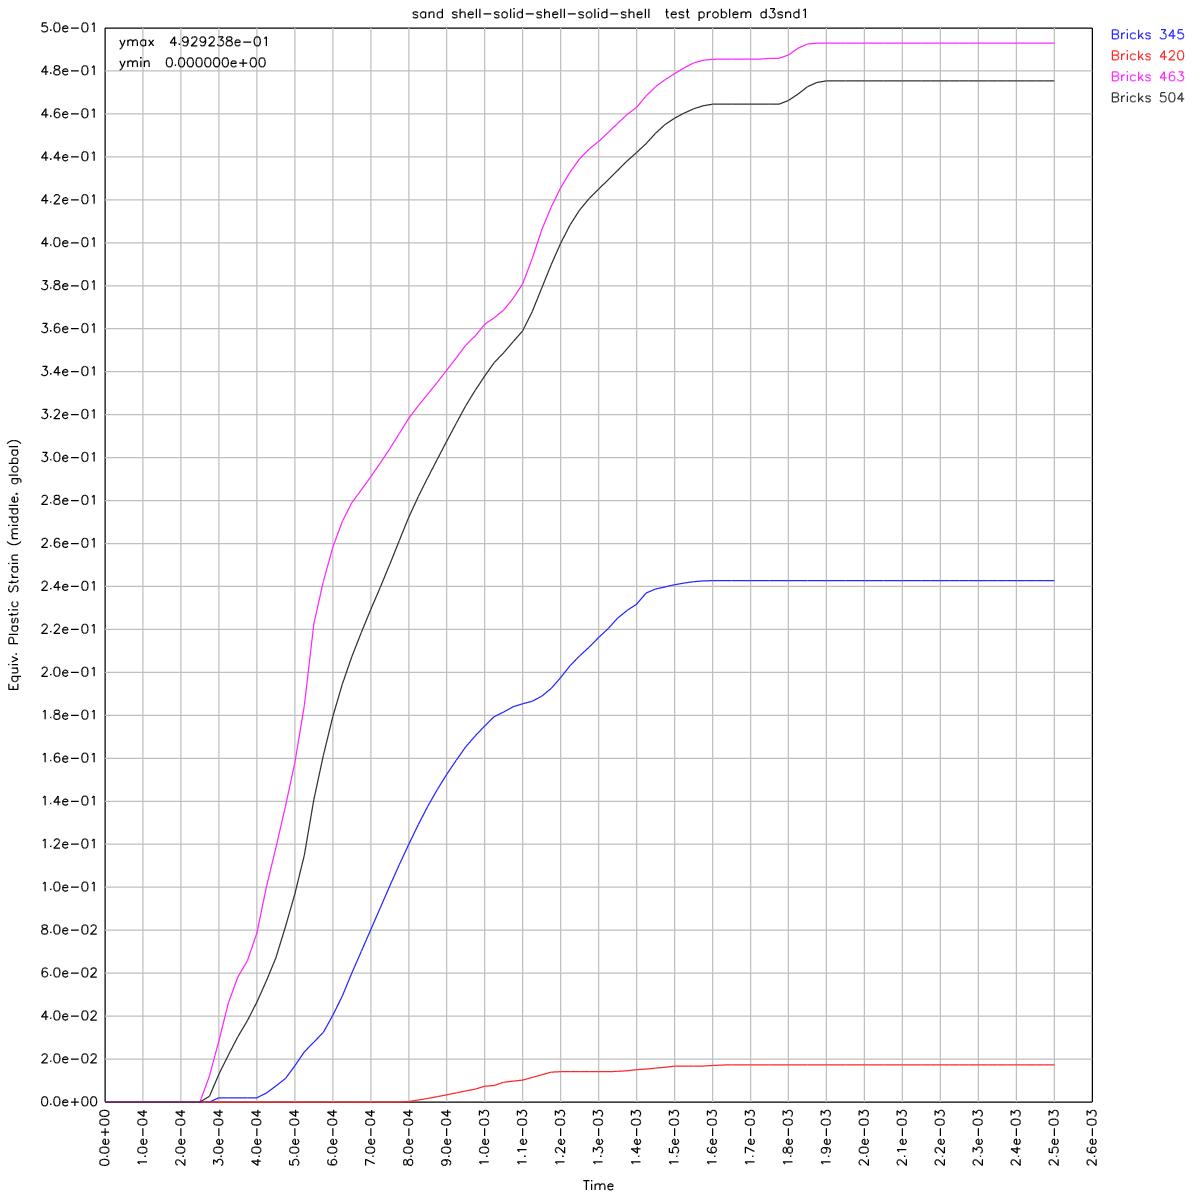 sand shell-solid-shell-solid-shell test problem d3snd1
ymax 4.929238e-01
ymin 0.000000e+00
Bricks 345
Bricks 420
Bricks 463
Bricks 504
Equiv. Plastic Strain (middle, global)
5.0e-01
4.8e-01
4.6e-01
4.4e-01
4.2e-01
4.0e-01
3.8e-01
3.6e-01
3.4e-01
3.2e-01
3.0e-01
2.8e-01
2.6e-01
2.4e-01
2.2e-01
2.0e-01
1.8e-01
1.6e-01
1.4e-01
1.2e-01
1.0e-01
8.0e-02
6.0e-02
4.0e-02
2.0e-02
0.0e+00
0.0e+00
1.0e-04
2.0e-04
3.0e-04
4.0e-04
5.0e-04
6.0e-04
7.0e-04
8.0e-04
9.0e-04
1.0e-03
1.1e-03
1.2e-03
1.3e-03
1.4e-03
1.5e-03
1.6e-03
1.7e-03
1.8e-03
1.9e-03
2.0e-03
2.1e-03
2.2e-03
2.3e-03
2.4e-03
2.5e-03
2.6e-03
Time